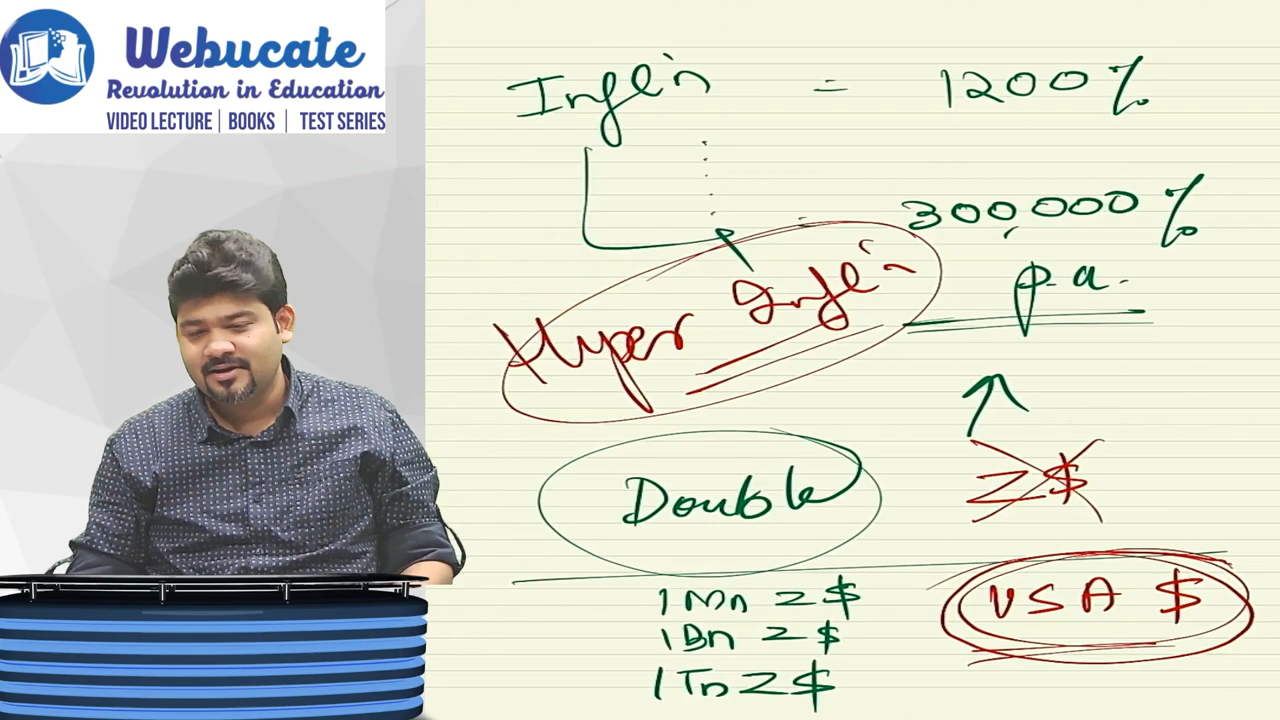 Webucate
Revolution in Education
VIDEO LECTURE | BOOKS | TEST SERIES
Infl'n = 1200%
300,000%
p.a.
Hyper Infl'n
Double
Z$
1 Mn Z$
1 Bn Z$
1 Tn Z$
USA $